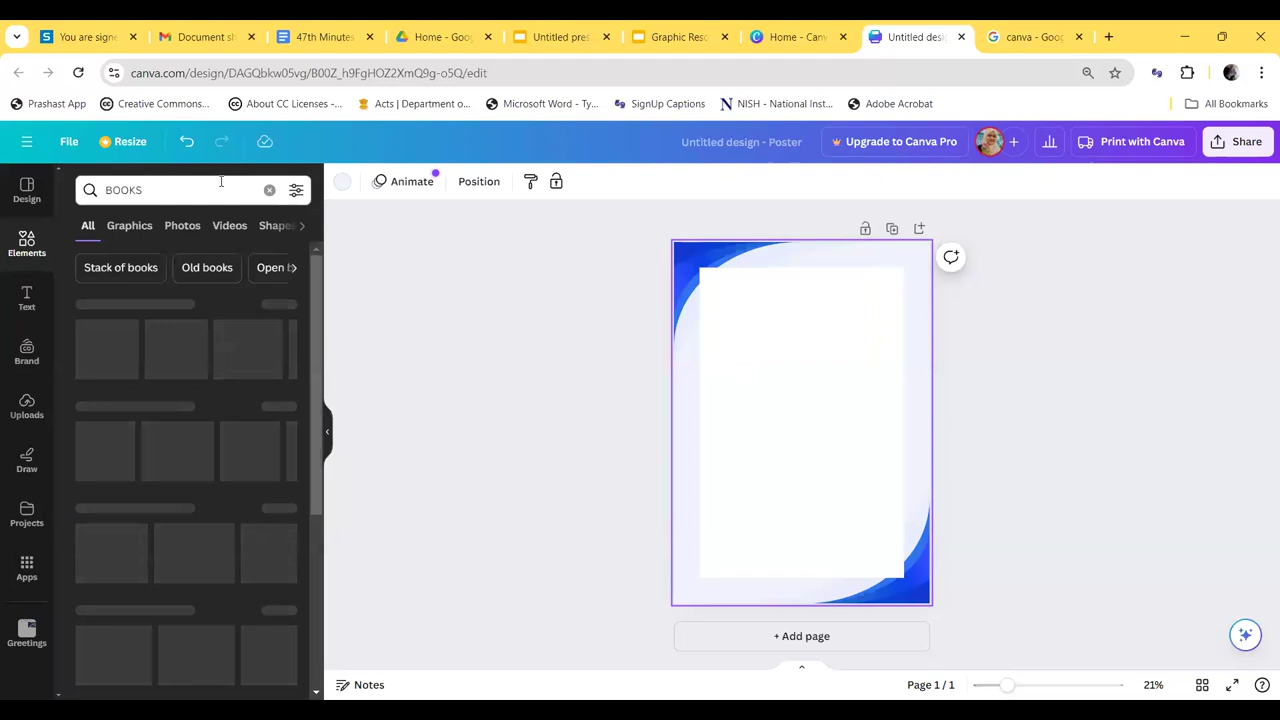 You are signe
Document sh
47th Minutes
Home - Goog
Untitled pres
Graphic Reso
Home - Canv
Untitled desi
canva - Goog
canva.com/design/DAGQbkw05vg/B00Z_h9FgHOZ2XmQ9g-o5Q/edit
Prashast App
Creative Commons...
About CC Licenses -...
Acts | Department o...
Microsoft Word - Ty...
SignUp Captions
NISH - National Inst...
Adobe Acrobat
All Bookmarks
File
Resize
Untitled design - Poster
Upgrade to Canva Pro
Print with Canva
Share
Design
Elements
Text
Brand
Uploads
Draw
Projects
Apps
Greetings
BOOKS
All
Graphics
Photos
Videos
Shapes
Stack of books
Old books
Open b
Animate
Position
+ Add page
Notes
Page 1 / 1
21%